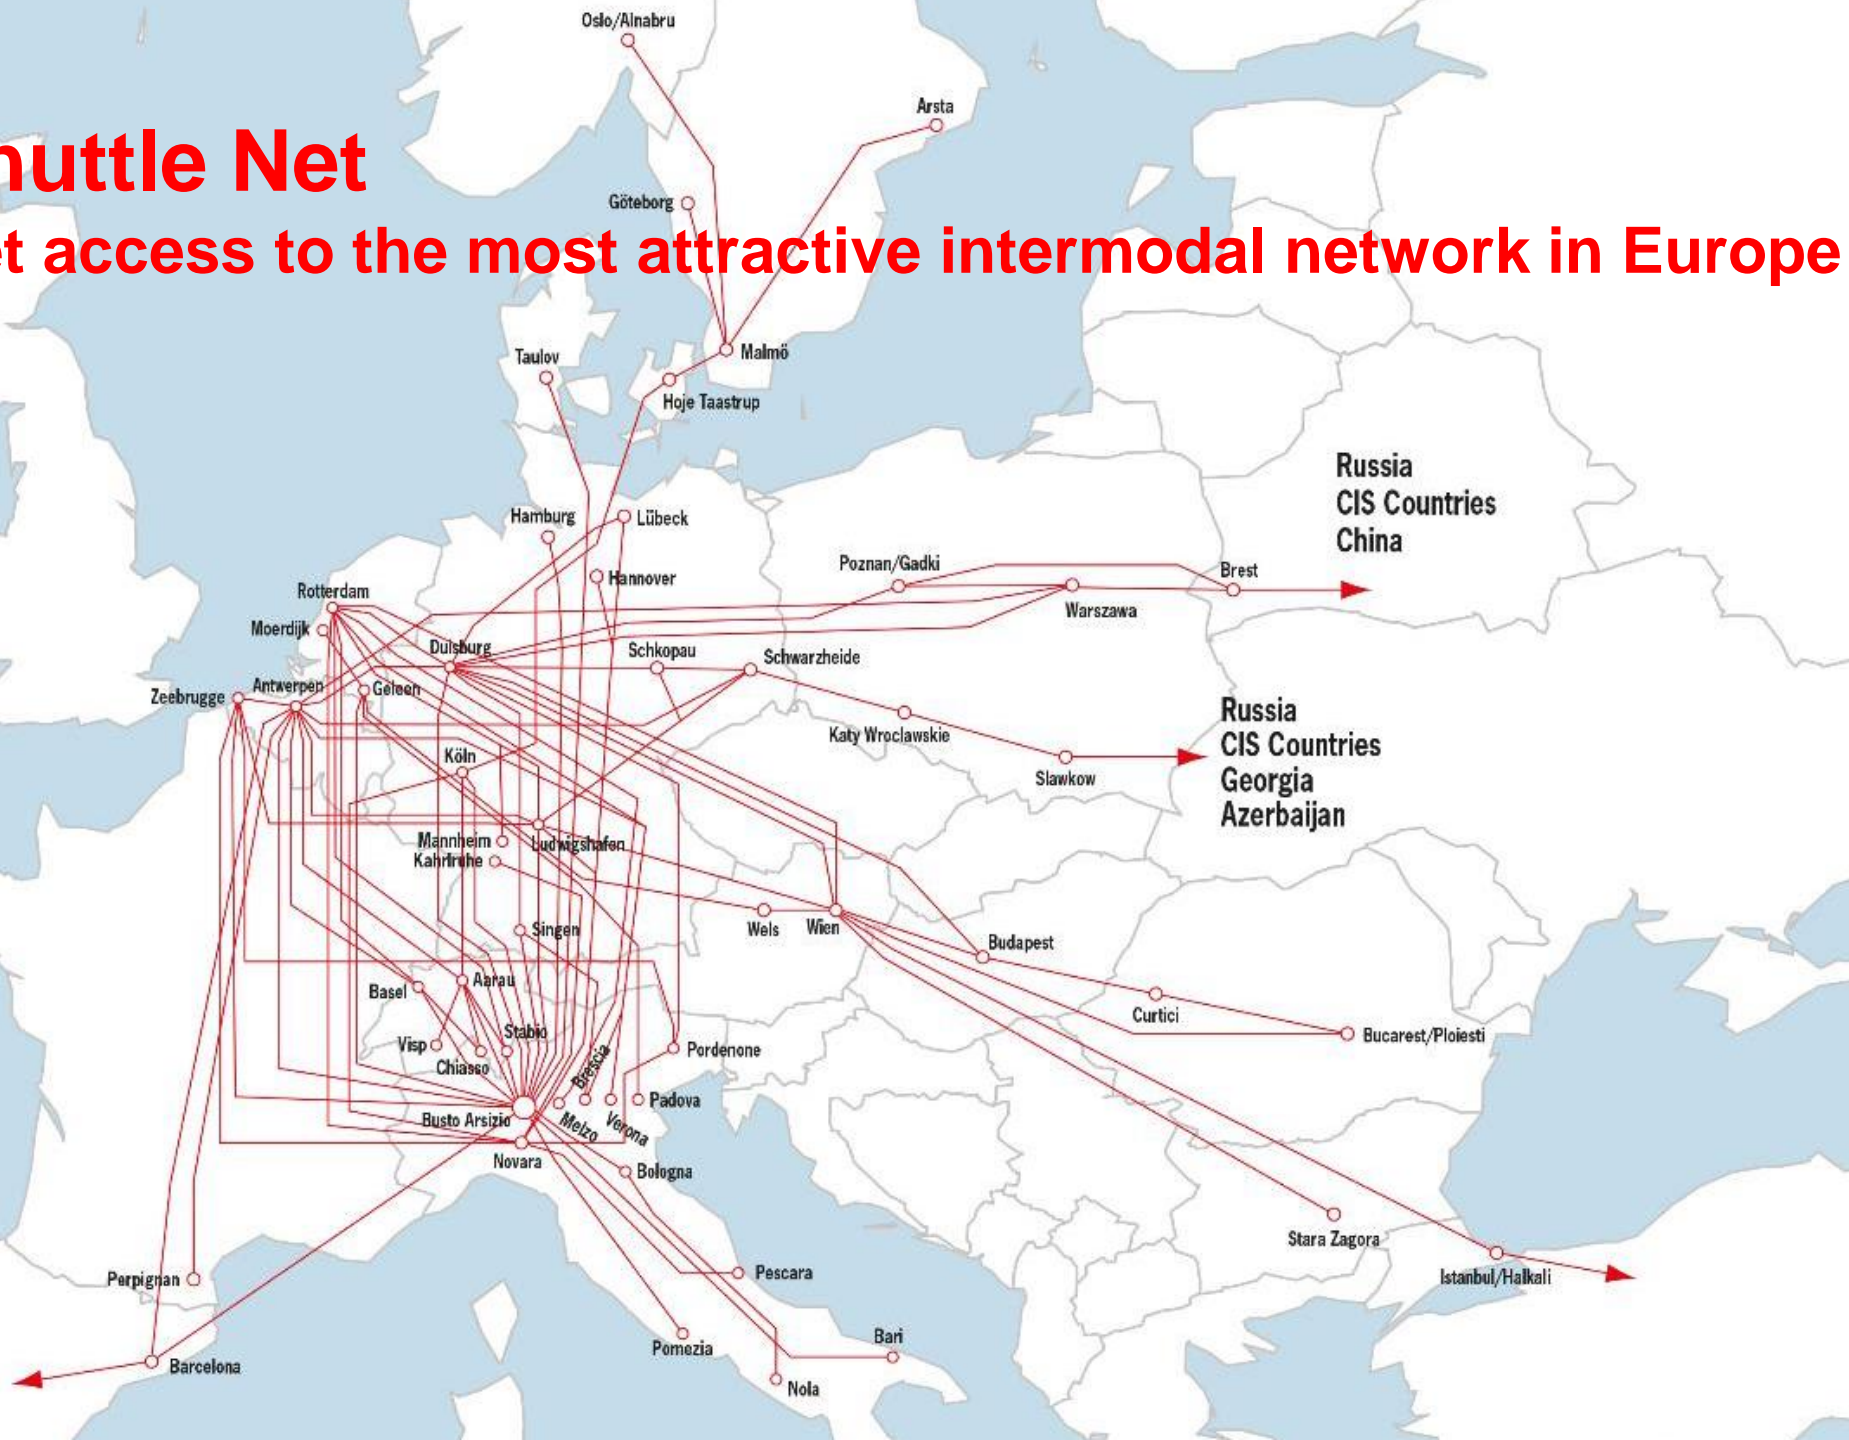 Oslo/Alnabru
Arsta
huttle Net
Göteborg
et access to the most attractive intermodal network in Europe
Malmö
Taulov
Hoje Taastrup
Russia
CIS Countries
China
Hamburg
Lübeck
Poznan/Gadki
Brest
Hannover
Rotterdam
Warszawa
Moerdijk
Duisburg
Schkopau
Schwarzheide
Zeebrugge
Antwerpen
Geleen
Russia
CIS Countries
Georgia
Azerbaijan
Katy Wroclawskie
Köln
Slawkow
Mannheim
Ludwigshafen
Kahrlruhe
Singen
Wels
Wien
Budapest
Aarau
Basel
Curtici
Stabio
Bucarest/Ploiesti
Visp
Chiasso
Brescia
Pordenone
Padova
Busto Arsizio
Melzo
Verona
Novara
Bologna
Stara Zagora
Perpignan
Pescara
Istanbul/Halkali
Pomezia
Bari
Barcelona
Nola